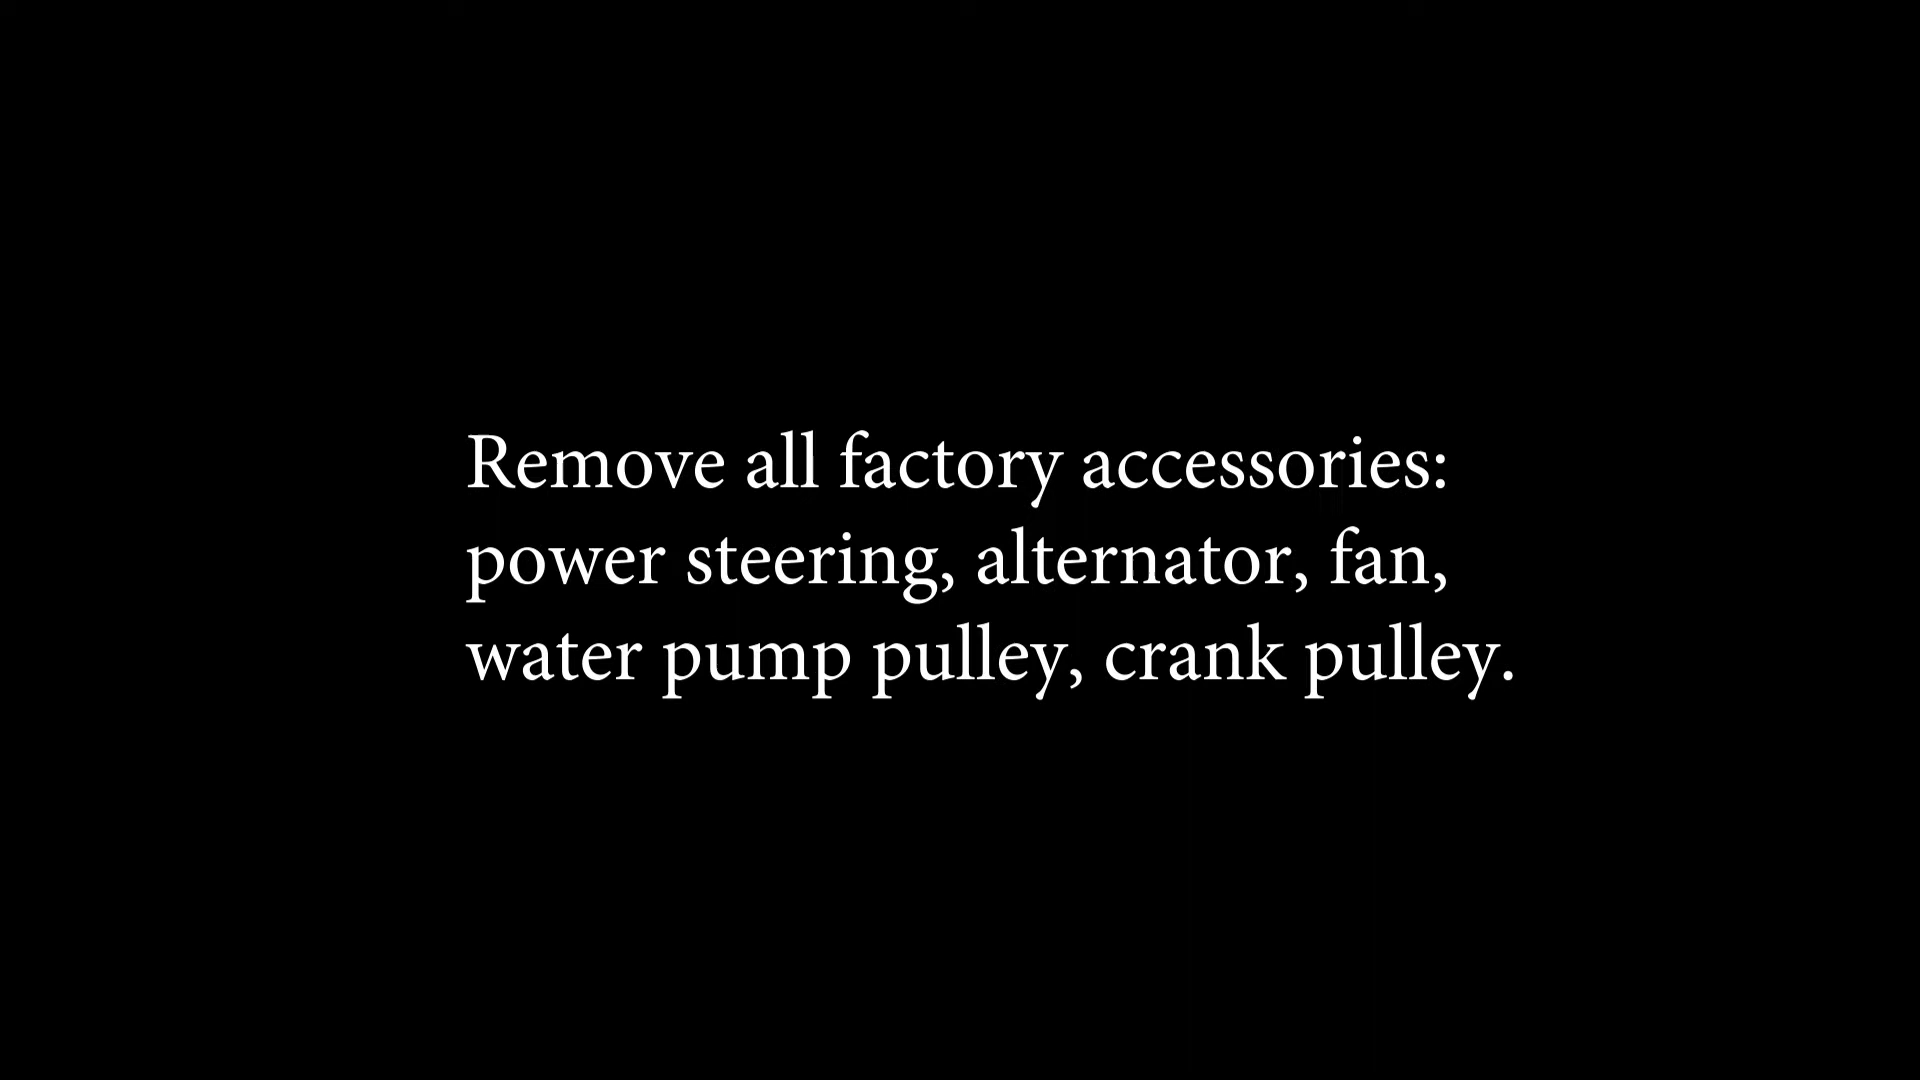 Remove all factory accessories:
power steering, alternator, fan,
water pump pulley, crank pulley.